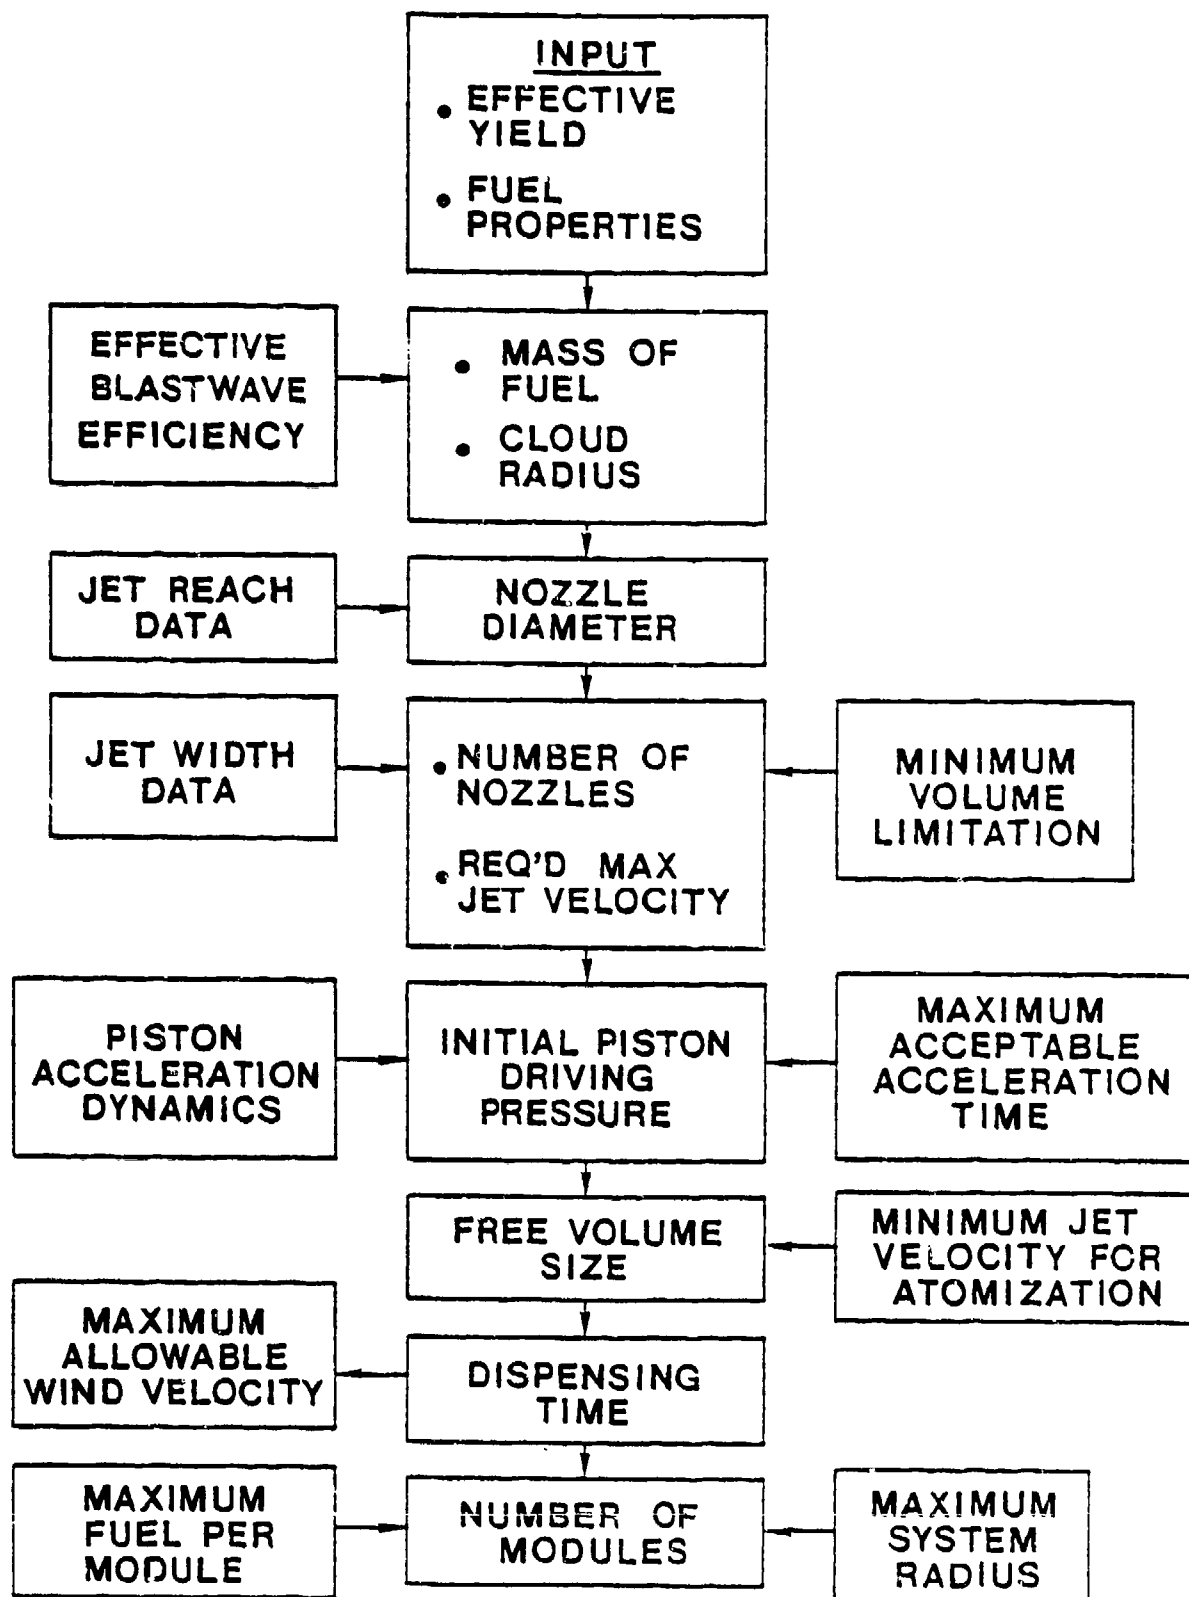 INPUT
• EFFECTIVE
YIELD
• FUEL
PROPERTIES
EFFECTIVE
BLASTWAVE
EFFICIENCY
• MASS OF
FUEL
• CLOUD
RADIUS
JET REACH
DATA
NOZZLE
DIAMETER
JET WIDTH
DATA
• NUMBER OF
NOZZLES
• REQ'D MAX
JET VELOCITY
MINIMUM
VOLUME
LIMITATION
PISTON
ACCELERATION
DYNAMICS
INITIAL PISTON
DRIVING
PRESSURE
MAXIMUM
ACCEPTABLE
ACCELERATION
TIME
FREE VOLUME
SIZE
MINIMUM JET
VELOCITY FOR
ATOMIZATION
MAXIMUM
ALLOWABLE
WIND VELOCITY
DISPENSING
TIME
MAXIMUM
FUEL PER
MODULE
NUMBER OF
MODULES
MAXIMUM
SYSTEM
RADIUS